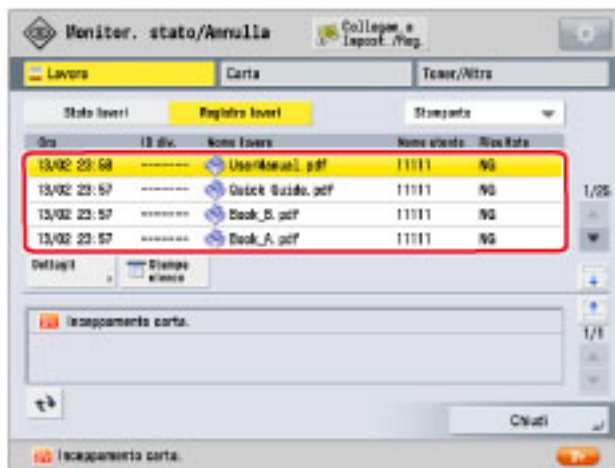 Monitor. stato/Annulla
Collegam.a
Impost./Reg.
Lavoro
Carta
Toner/Altro
Stato lavori
Registro lavori
Stampante
Ora
ID div.
Nome lavoro
Nome utente
Risultato
13/02 23:58 -------- UserManual.pdf 11111 NG
13/02 23:57 -------- Quick Guide.pdf 11111 NG
13/02 23:57 -------- Book_B.pdf 11111 NG
13/02 23:57 -------- Book_A.pdf 11111 NG
1/25
Dettagli
Stampa
elenco
Inceppamento carta.
1/1
Chiudi
Inceppamento carta.